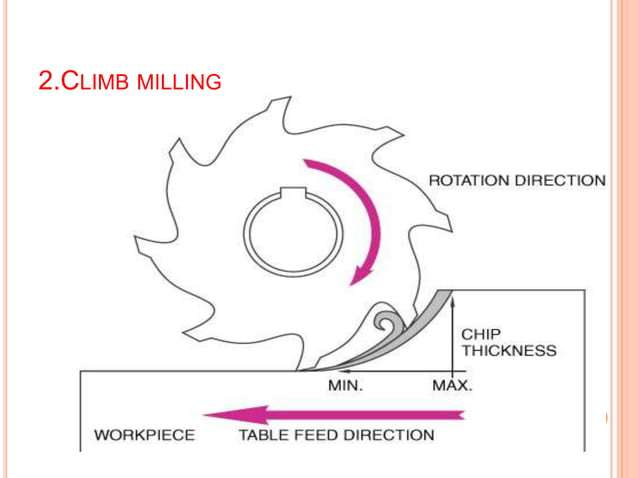 2.CLIMB MILLING
ROTATION DIRECTION
CHIP
THICKNESS
MIN. MAX.
WORKPIECE TABLE FEED DIRECTION